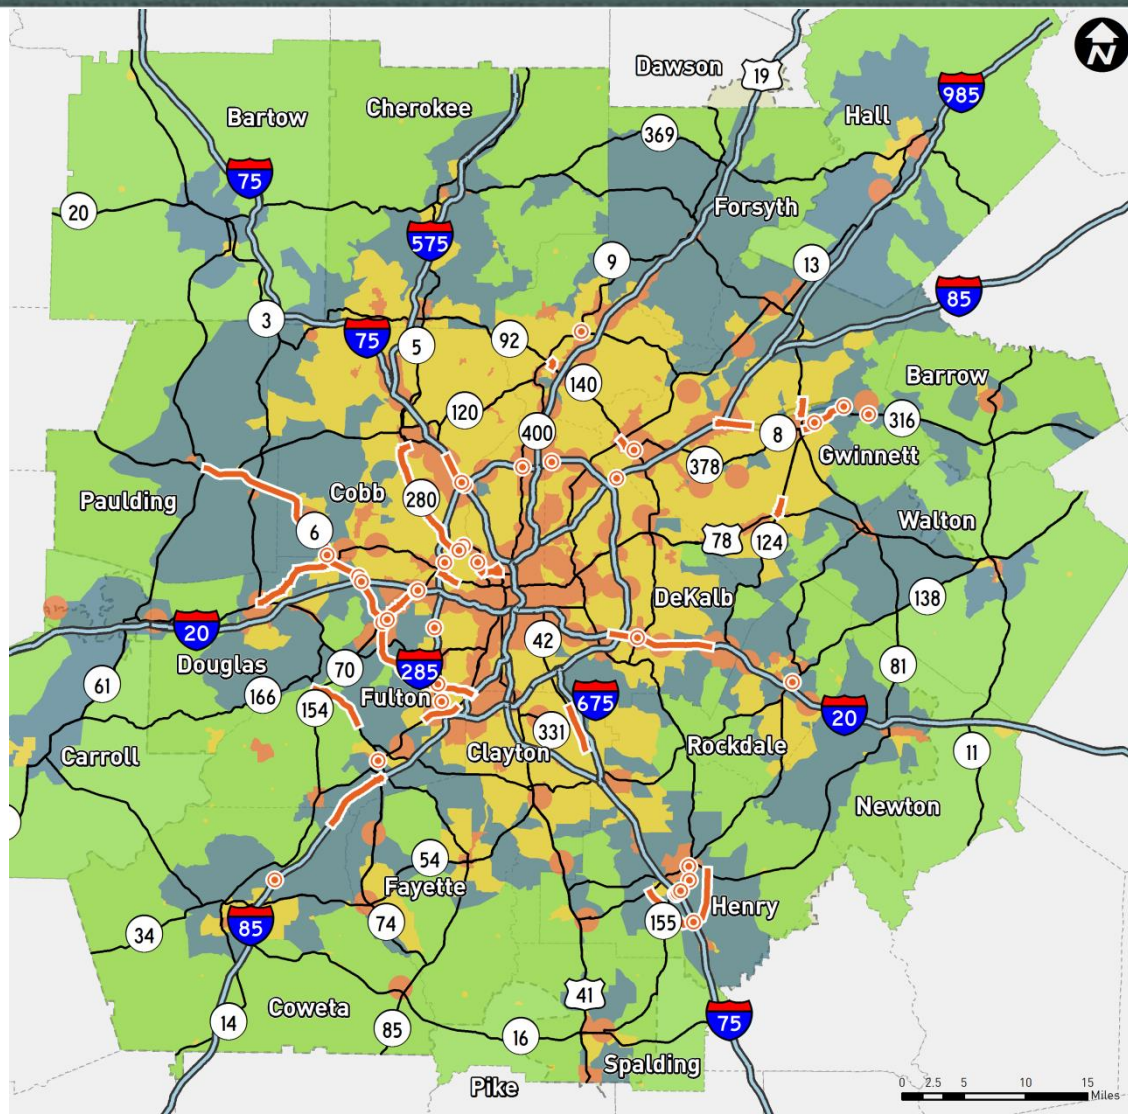 N
Dawson
19
985
Cherokee
Hall
Bartow
369
75
20
Forsyth
575
9
13
85
3
75
5
92
Barrow
140
120
400
8
316
Gwinnett
378
Paulding
Cobb
280
Walton
6
78
124
DeKalb
138
20
42
Douglas
70
285
81
61
166
Fulton
675
154
20
331
Rockdale
Carroll
Clayton
11
Newton
54
Fayette
Henry
155
74
85
34
41
Coweta
14
85
16
75
Spalding
Pike
0 2.5 5 10 15
Miles